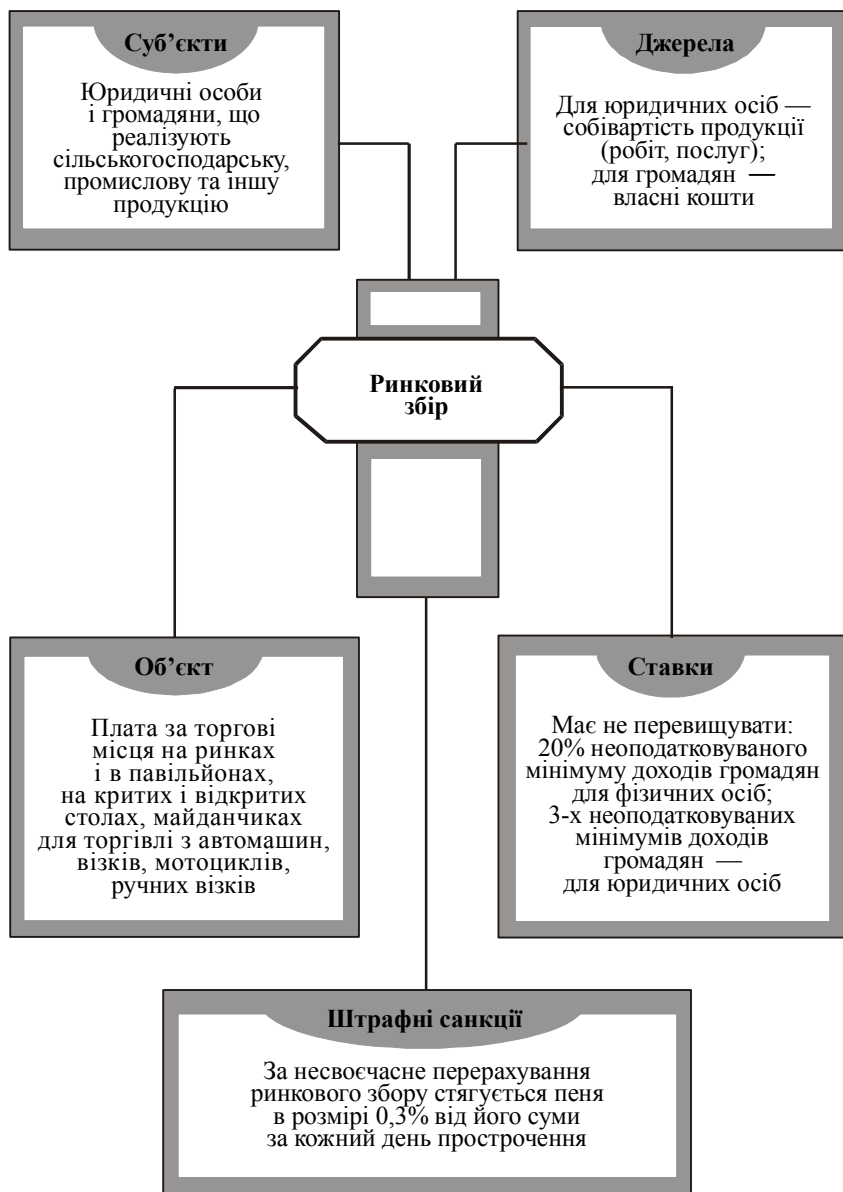 Суб’єкти
Юридичні особи
і громадяни, що
реалізують
сільськогосподарську,
промислову та іншу
продукцію
Джерела
Для юридичних осіб —
собівартість продукції
(робіт, послуг);
для громадян —
власні кошти
Ринковий
збір
Об’єкт
Плата за торгові
місця на ринках
і в павільйонах,
на критих і відкритих
столах, майданчиках
для торгівлі з автомашин,
візків, мотоциклів,
ручних візків
Ставки
Має не перевищувати:
20% неоподатковуваного
мінімуму доходів громадян
для фізичних осіб;
3-х неоподатковуваних
мінімумів доходів
громадян —
для юридичних осіб
Штрафні санкції
За несвоєчасне перерахування
ринкового збору стягується пеня
в розмірі 0,3% від його суми
за кожний день прострочення